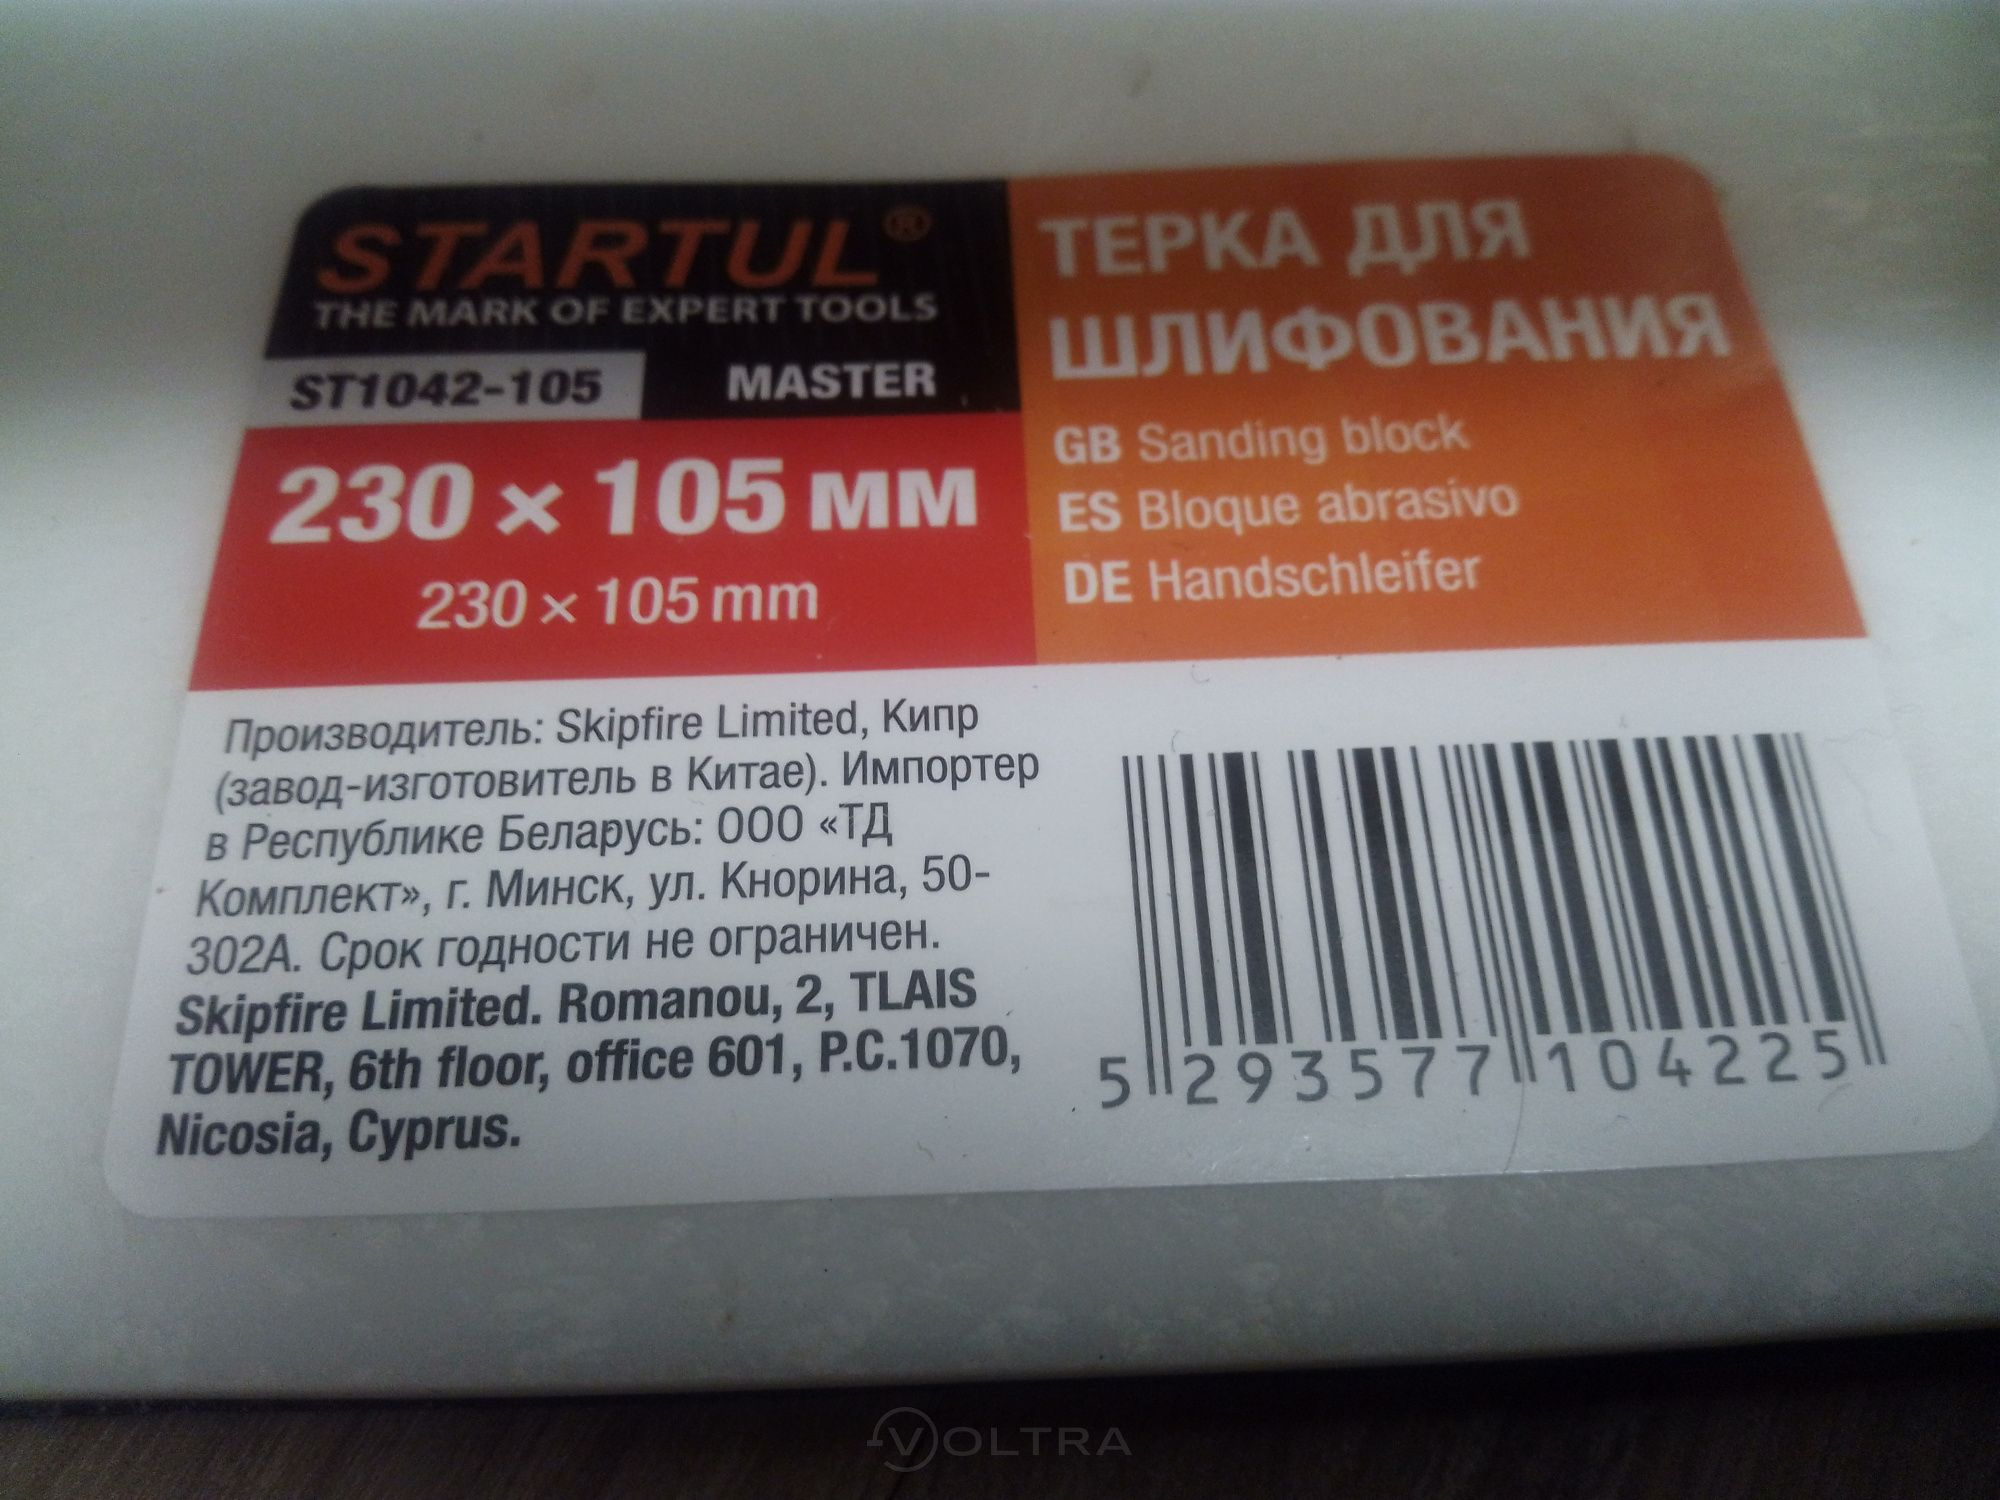 STARTUL®
THE MARK OF EXPERT TOOLS
ST1042-105 MASTER
230 × 105 мм
230 × 105 mm
ТЕРКА ДЛЯ
ШЛИФОВАНИЯ
GB Sanding block
ES Bloque abrasivo
DE Handschleifer
Производитель: Skipfire Limited, Кипр
(завод-изготовитель в Китае). Импортер
в Республике Беларусь: ООО «ТД
Комплект», г. Минск, ул. Кнорина, 50-
302А. Срок годности не ограничен.
Skipfire Limited. Romanou, 2, TLAIS
TOWER, 6th floor, office 601, P.C.1070,
Nicosia, Cyprus.
5 293577 104225
VOLTRA